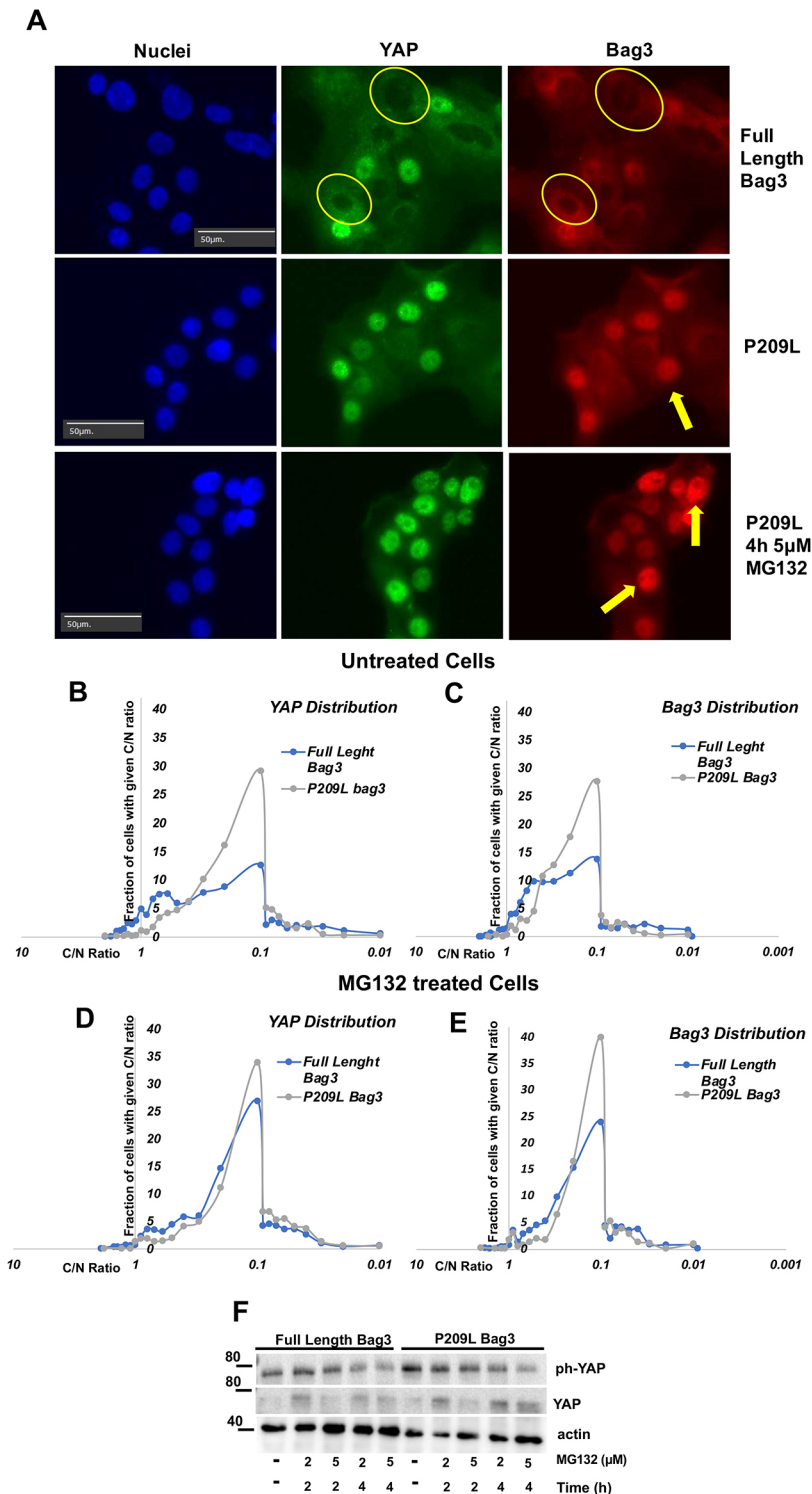 A
Nuclei YAP Bag3
Full
Length
Bag3
50µm.
P209L
50µm.
P209L
4h 5µM
MG132
50µm.
Untreated Cells
B
YAP Distribution
Fraction of cells with given C/N ratio
40
35
30
25
20
15
10
5
0
Full Leght
Bag3
P209L bag3
10 C/N Ratio 1 0.1 0.01
C
Bag3 Distribution
Fraction of cells with given C/N ratio
40
35
30
25
20
15
10
5
0
Full Leght
Bag3
P209L Bag3
10 C/N Ratio 1 0.1 0.01 0.001
MG132 treated Cells
D
YAP Distribution
Fraction of cells with given C/N ratio
40
35
30
25
20
15
10
5
0
Full Lenght
Bag3
P209L Bag3
10 C/N Ratio 1 0.1 0.01
E
Bag3 Distribution
Fraction of cells with given C/N ratio
40
35
30
25
20
15
10
5
0
Full Length
Bag3
P209L Bag3
10 C/N Ratio 1 0.1 0.01 0.001
F
Full Length Bag3 P209L Bag3
80 ph-YAP
80 YAP
40 actin
- 2 5 2 5 - 2 5 2 5 MG132 (µM)
- 2 2 4 4 - 2 2 4 4 Time (h)